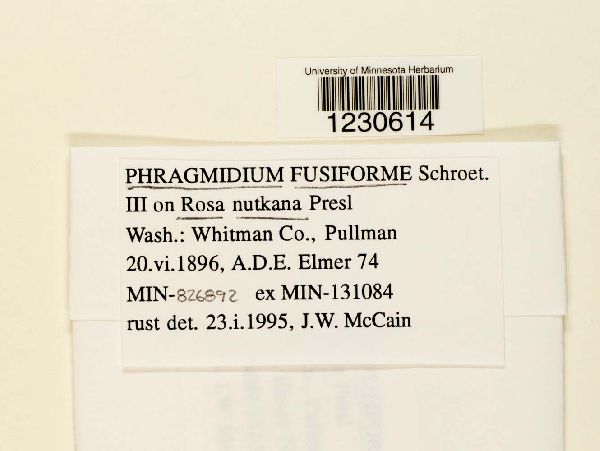 University of Minnesota Herbarium
1230614
PHRAGMIDIUM FUSIFORME Schroet.
III on Rosa nutkana Presl
Wash.: Whitman Co., Pullman
20.vi.1896, A.D.E. Elmer 74
MIN-826892 ex MIN-131084
rust det. 23.i.1995, J.W. McCain